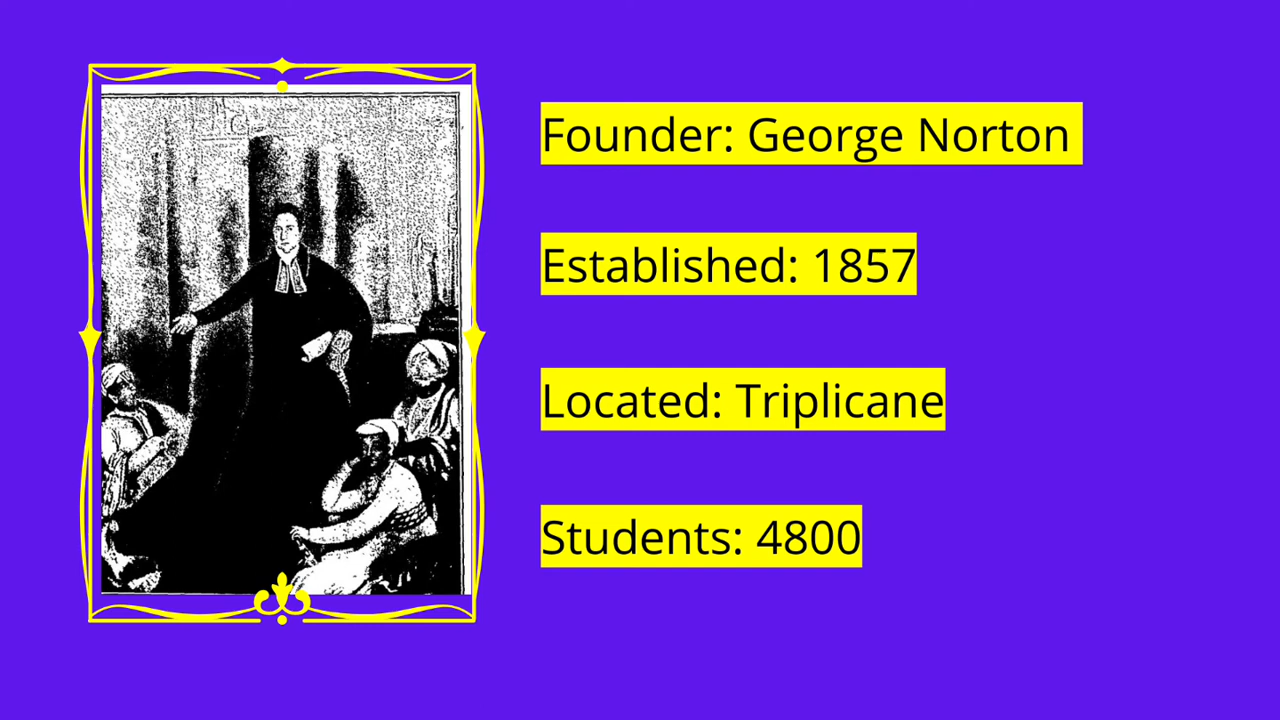 Founder: George Norton
Established: 1857
Located: Triplicane
Students: 4800